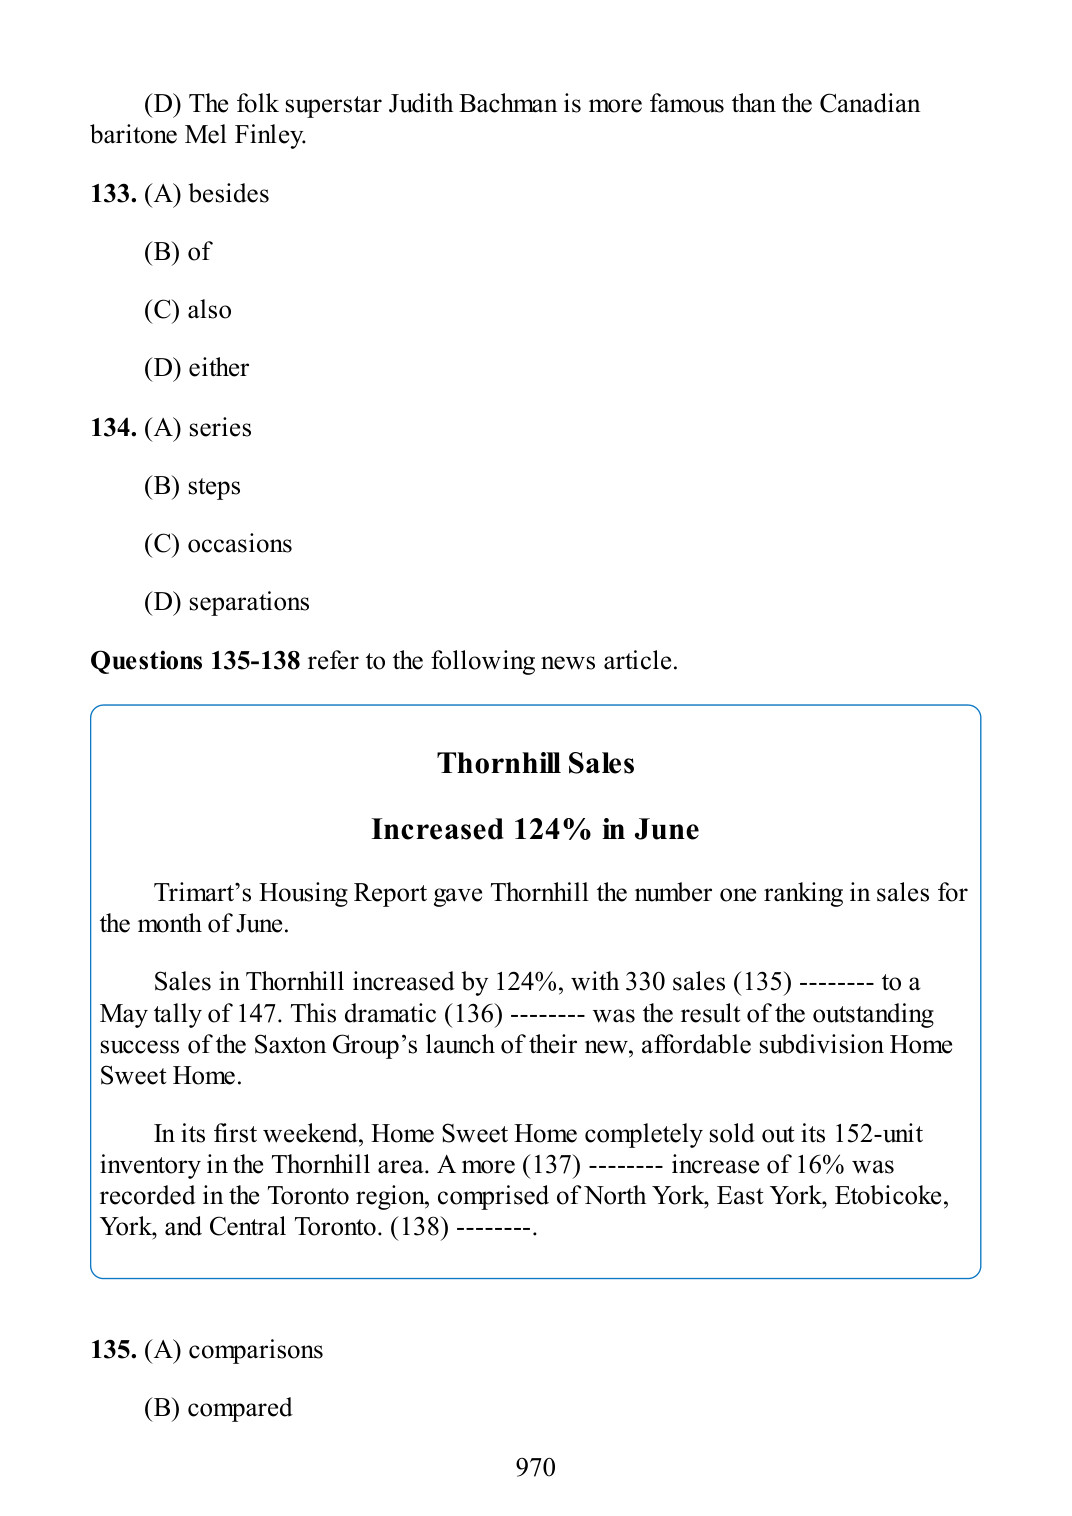 (D) The folk superstar Judith Bachman is more famous than the Canadian
baritone Mel Finley.
133. (A) besides
(B) of
(C) also
(D) either
134. (A) series
(B) steps
(C) occasions
(D) separations
Questions 135-138 refer to the following news article.
Thornhill Sales
Increased 124% in June
Trimart’s Housing Report gave Thornhill the number one ranking in sales for
the month of June.
Sales in Thornhill increased by 124%, with 330 sales (135) -------- to a
May tally of 147. This dramatic (136) -------- was the result of the outstanding
success of the Saxton Group’s launch of their new, affordable subdivision Home
Sweet Home.
In its first weekend, Home Sweet Home completely sold out its 152-unit
inventory in the Thornhill area. A more (137) -------- increase of 16% was
recorded in the Toronto region, comprised of North York, East York, Etobicoke,
York, and Central Toronto. (138) --------.
135. (A) comparisons
(B) compared
970